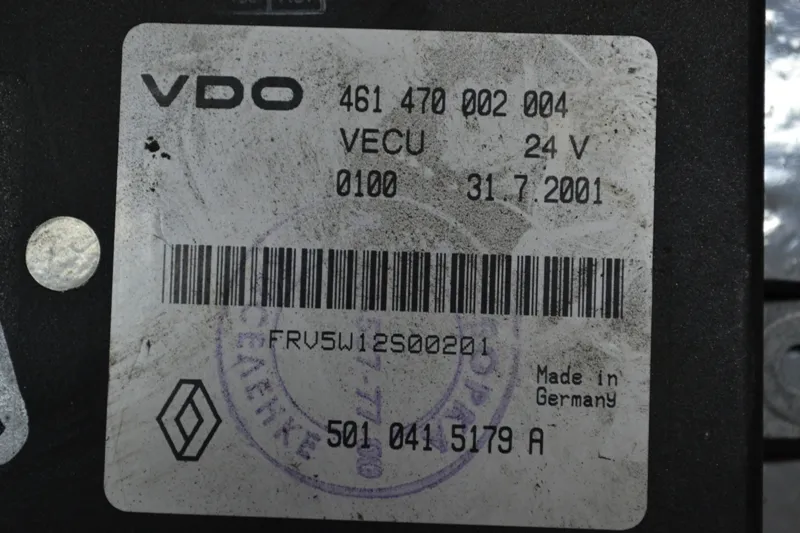 VDO 461 470 002 004
VECU 24 V
0100 31.7.2001
FRV5W12S00201
Made in
Germany
501 041 5179 A